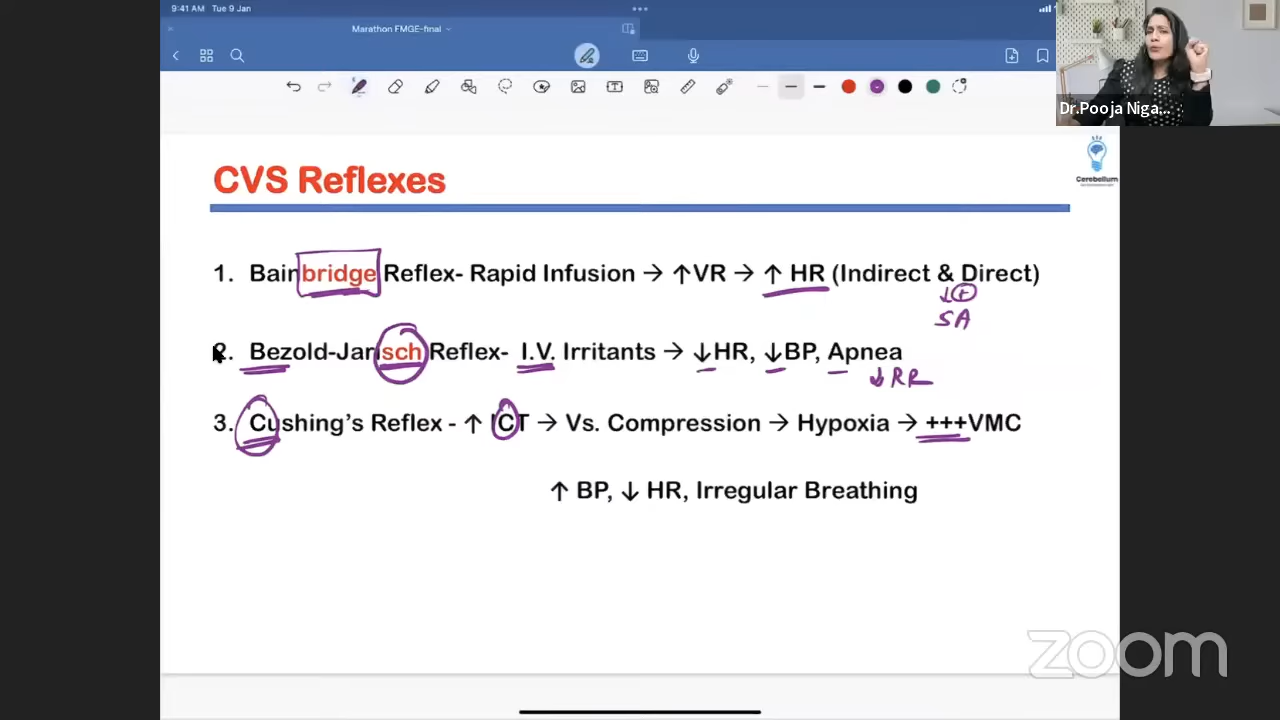 9:41 AM Tue 9 Jan
Marathon FMGE-final
Dr.Pooja Niga...
Cerebellum
CVS Reflexes
1. Bainbridge Reflex- Rapid Infusion → ↑VR → ↑ HR (Indirect & Direct)
↓ +
SA
2. Bezold-Jarisch Reflex- I.V. Irritants → ↓HR, ↓BP, Apnea
↓ RR
3. Cushing's Reflex - ↑ ICT → Vs. Compression → Hypoxia → +++VMC
↑ BP, ↓ HR, Irregular Breathing
zoom